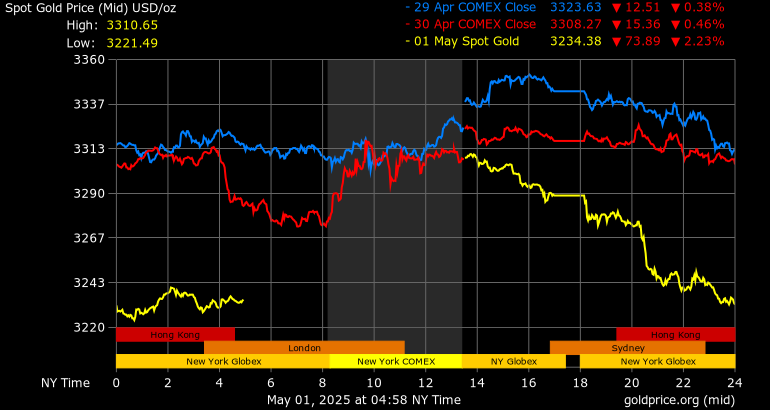 Spot Gold Price (Mid) USD/oz
High: 3310.65
Low: 3221.49
- 29 Apr COMEX Close 3323.63 ▼ 12.51 ▼ 0.38%
- 30 Apr COMEX Close 3308.27 ▼ 15.36 ▼ 0.46%
- 01 May Spot Gold 3234.38 ▼ 73.89 ▼ 2.23%
3360
3337
3313
3290
3267
3243
3220
Hong Kong Hong Kong
London Sydney
New York Globex New York COMEX NY Globex New York Globex
NY Time 0 2 4 6 8 10 12 14 16 18 20 22 24
May 01, 2025 at 04:58 NY Time goldprice.org (mid)